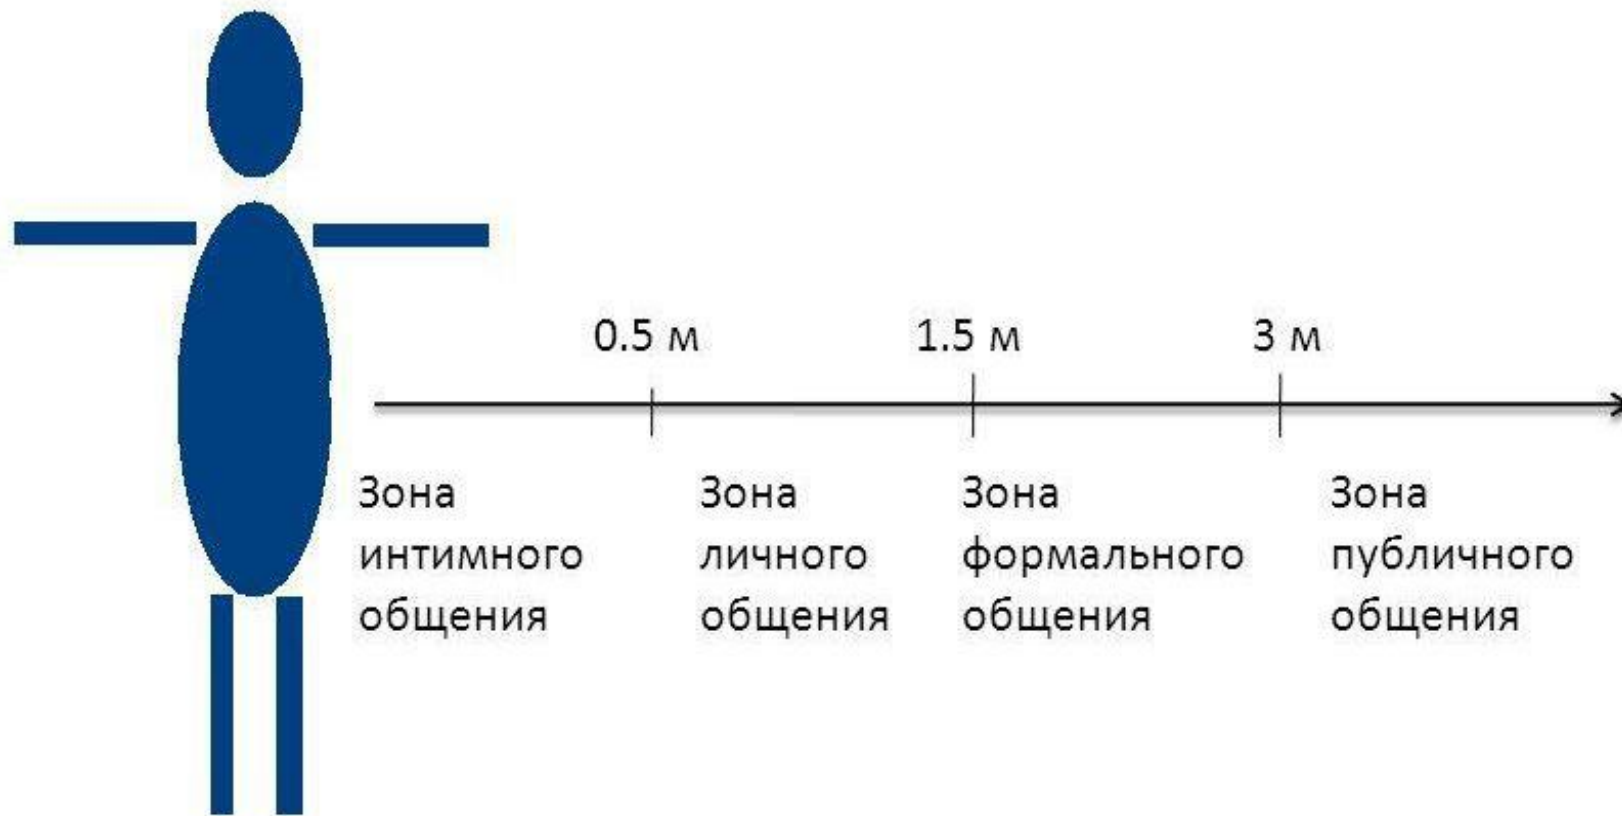 0.5 м
1.5 м
3 м
Зона
интимного
общения
Зона
личного
общения
Зона
формального
общения
Зона
публичного
общения